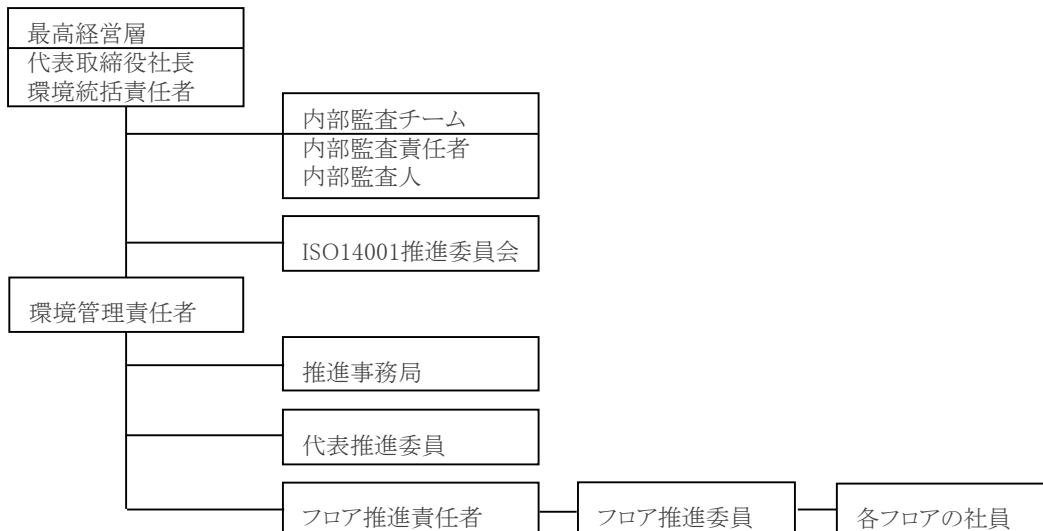 最高経営層
代表取締役社長
環境統括責任者
内部監査チーム
内部監査責任者
内部監査人
ISO14001推進委員会
環境管理責任者
推進事務局
代表推進委員
フロア推進責任者
フロア推進委員
各フロアの社員